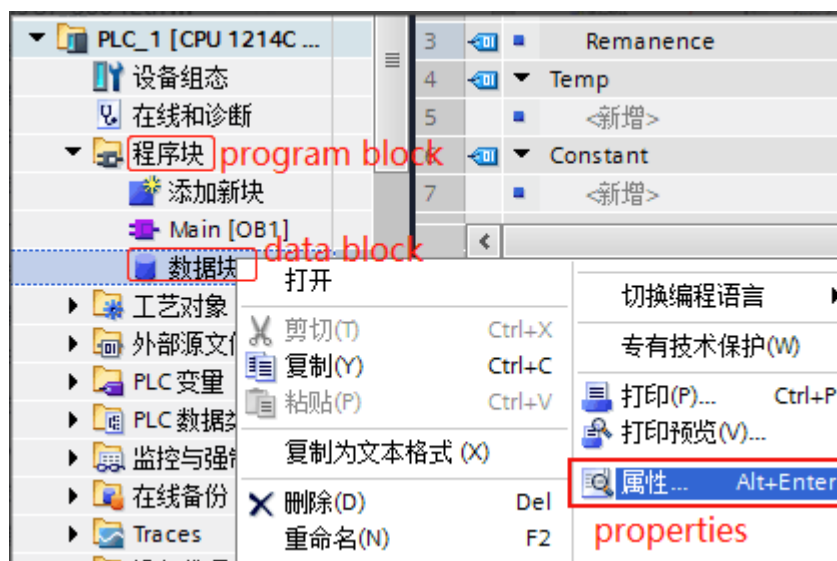 PLC_1 [CPU 1214C ...
设备组态
在线和诊断
程序块 program block
添加新块
Main [OB1]
数据块 data block
工艺对象
外部源文
PLC 变量
PLC 数据
监控与强
在线备份
Traces
3 Remanence
4 Temp
5 <新增>
6 Constant
7 <新增>
打开
剪切(T) Ctrl+X
复制(Y) Ctrl+C
粘贴(P) Ctrl+V
复制为文本格式 (X)
删除(D) Del
重命名(N) F2
切换编程语言
专有技术保护(W)
打印(P)... Ctrl+P
打印预览(V)...
属性... Alt+Enter
properties